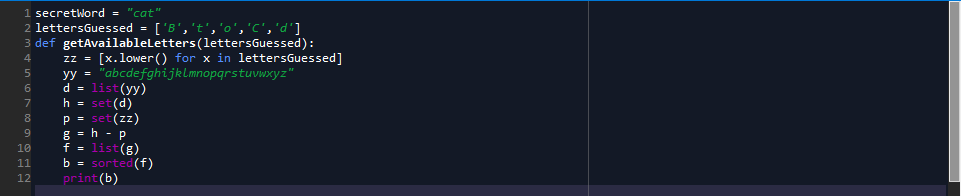 1 secretWord = "cat"
2 lettersGuessed = ['B','t','o','C','d']
3 def getAvailableLetters(lettersGuessed):
4     zz = [x.lower() for x in lettersGuessed]
5     yy = "abcdefghijklmnopqrstuvwxyz"
6     d = list(yy)
7     h = set(d)
8     p = set(zz)
9     g = h - p
10     f = list(g)
11     b = sorted(f)
12     print(b)